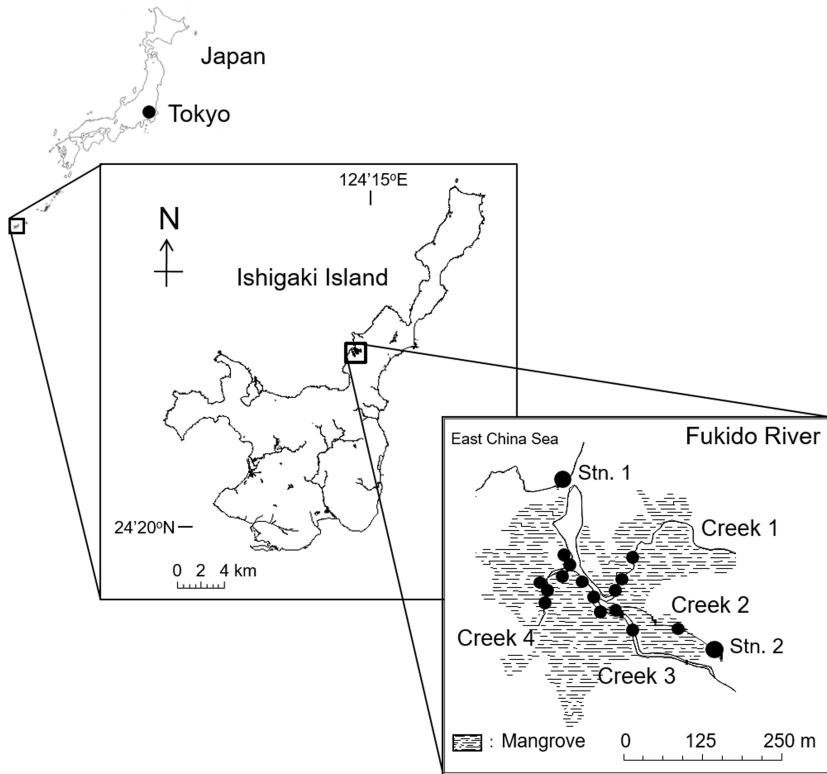 Japan
Tokyo
124’15ºE
N
Ishigaki Island
24’20ºN
0 2 4 km
East China Sea
Fukido River
Stn. 1
Creek 1
Creek 2
Creek 4
Stn. 2
Creek 3
: Mangrove
0 125 250 m